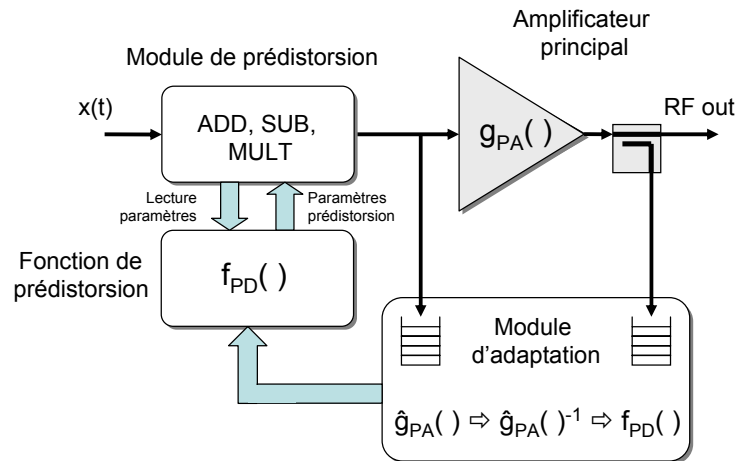 Amplificateur
principal
Module de prédistorsion
x(t)
RF out
ADD, SUB,
MULT
g_PA( )
Lecture
paramètres
Paramètres
prédistorsion
Fonction de
prédistorsion
f_PD( )
Module
d'adaptation
ĝ_PA( ) ⇨ ĝ_PA( )⁻¹ ⇨ f_PD( )